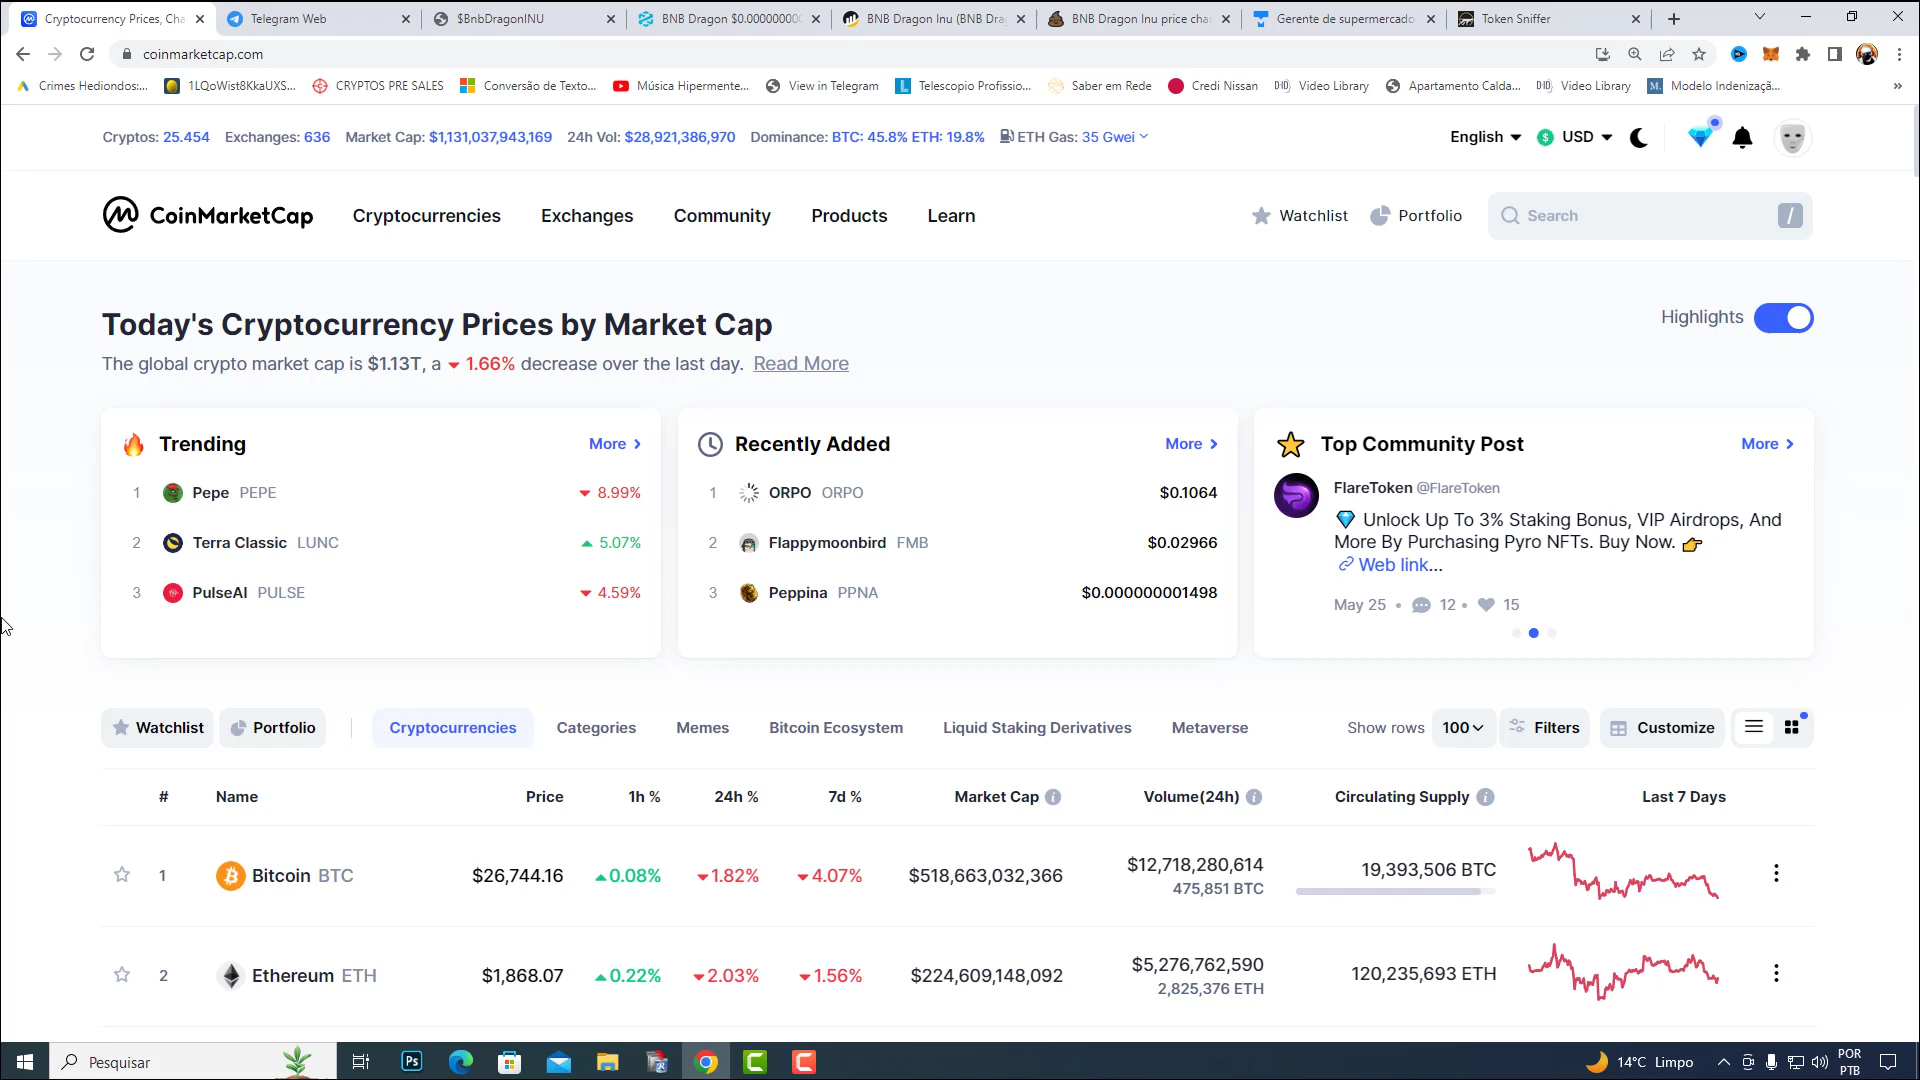 Cryptocurrency Prices, Cha
Telegram Web
$BnbDragonINU
BNB Dragon $0.000000000
BNB Dragon Inu (BNB Dra
BNB Dragon Inu price char
Gerente de supermercado
Token Sniffer
coinmarketcap.com
Crimes Hediondos:...
1LQoWist8KkaUXS...
CRYPTOS PRE SALES
Conversão de Texto...
Música Hipermente...
View in Telegram
Telescopio Profissio...
Saber em Rede
Credi Nissan
Video Library
Apartamento Calda...
Video Library
Modelo Indenizaçã...
Cryptos: 25.454 Exchanges: 636 Market Cap: $1,131,037,943,169 24h Vol: $28,921,386,970 Dominance: BTC: 45.8% ETH: 19.8% ETH Gas: 35 Gwei
English USD
CoinMarketCap
Cryptocurrencies Exchanges Community Products Learn
Watchlist Portfolio Search /
Today's Cryptocurrency Prices by Market Cap
Highlights
The global crypto market cap is $1.13T, a 1.66% decrease over the last day. Read More
Trending More
1 Pepe PEPE 8.99%
2 Terra Classic LUNC 5.07%
3 PulseAI PULSE 4.59%
Recently Added More
1 ORPO ORPO $0.1064
2 Flappymoonbird FMB $0.02966
3 Peppina PPNA $0.000000001498
Top Community Post More
FlareToken @FlareToken
Unlock Up To 3% Staking Bonus, VIP Airdrops, And
More By Purchasing Pyro NFTs. Buy Now.
Web link...
May 25 • 12 • 15
Watchlist Portfolio Cryptocurrencies Categories Memes Bitcoin Ecosystem Liquid Staking Derivatives Metaverse Show rows 100 Filters Customize
# Name Price 1h % 24h % 7d % Market Cap Volume(24h) Circulating Supply Last 7 Days
1 Bitcoin BTC $26,744.16 0.08% 1.82% 4.07% $518,663,032,366 $12,718,280,614 19,393,506 BTC
475,851 BTC
2 Ethereum ETH $1,868.07 0.22% 2.03% 1.56% $224,609,148,092 $5,276,762,590 120,235,693 ETH
2,825,376 ETH
Pesquisar
Ps
14°C Limpo
POR
PTB